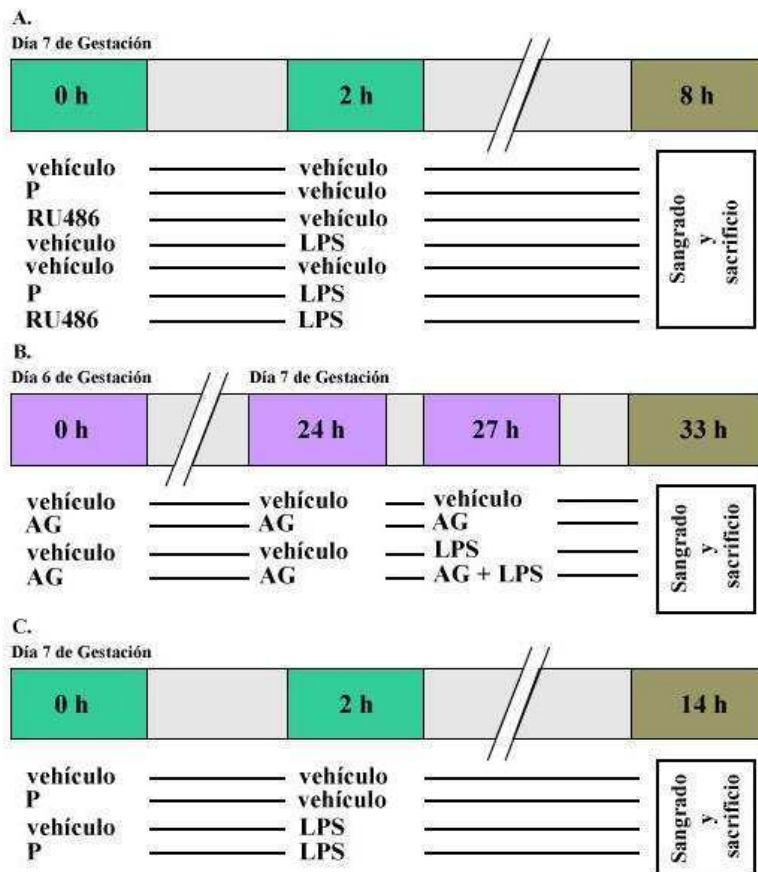 A.
Día 7 de Gestación
0 h 2 h 8 h
vehículo vehículo
P vehículo
RU486 vehículo
vehículo LPS
vehículo vehículo
P LPS
RU486 LPS
Sangrado
y
sacrificio
B.
Día 6 de Gestación Día 7 de Gestación
0 h 24 h 27 h 33 h
vehículo vehículo vehículo
AG AG AG
vehículo vehículo LPS
AG AG AG + LPS
Sangrado
y
sacrificio
C.
Día 7 de Gestación
0 h 2 h 14 h
vehículo vehículo
P vehículo
vehículo LPS
P LPS
Sangrado
y
sacrificio